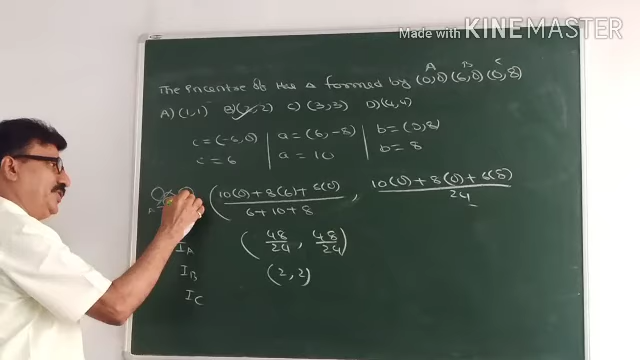 Made with KINEMASTER
A B C
The Incentre of the Δ formed by (0,0) (6,0) (0,8)
A) (1,1) B) (2,2) C) (3,3) D) (4,4)
c = (-6,0) | a = (6,-8) | b = (0,8)
c = 6 | a = 10 | b = 8
( 10(0) + 8(6) + 6(0) / 6 + 10 + 8 , 10(0) + 8(0) + 6(8) / 24
I_A ( 48/24 , 48/24 )
I_B (2, 2)
I_C